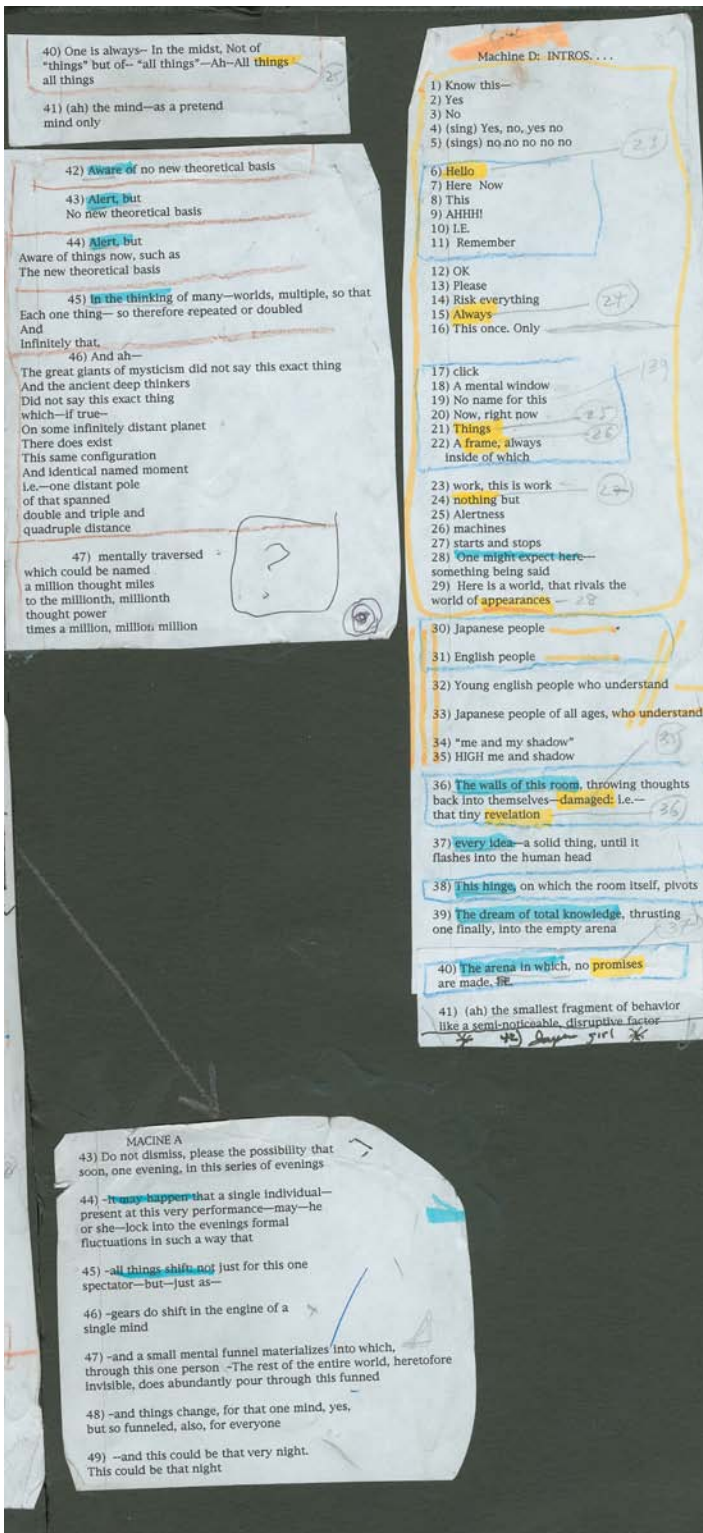 40) One is always-- In the midst, Not of
"things" but of-- "all things"—Ah--All things
all things
41) (ah) the mind—as a pretend
mind only
42) Aware of no new theoretical basis
43) Alert, but
No new theoretical basis
44) Alert, but
Aware of things now, such as
The new theoretical basis
45) In the thinking of many—worlds, multiple, so that
Each one thing— so therefore repeated or doubled
And
Infinitely that,
46) And ah—
The great giants of mysticism did not say this exact thing
And the ancient deep thinkers
Did not say this exact thing
which—if true--
On some infinitely distant planet
There does exist
This same configuration
And identical named moment
i.e.—one distant pole
of that spanned
double and triple and
quadruple distance
47) mentally traversed
which could be named
a million thought miles
to the millionth, millionth
thought power
times a million, million million
?
Machine D: INTROS. . . .
1) Know this—
2) Yes
3) No
4) (sing) Yes, no, yes no
5) (sings) no no no no no
23
6) Hello
7) Here Now
8) This
9) AHHH!
10) I.E.
11) Remember
12) OK
13) Please
14) Risk everything
24
15) Always
16) This once. Only
17) click
139
18) A mental window
19) No name for this
20) Now, right now
25
21) Things
26
22) A frame, always
inside of which
23) work, this is work
27
24) nothing but
25) Alertness
26) machines
27) starts and stops
28) One might expect here—
something being said
29) Here is a world, that rivals the
world of appearances
28
30) Japanese people
31) English people
32) Young english people who understand
33) Japanese people of all ages, who understand
34) "me and my shadow"
35
35) HIGH me and shadow
36) The walls of this room, throwing thoughts
back into themselves—damaged: i.e.—
that tiny revelation
36
37) every idea—a solid thing, until it
flashes into the human head
38) This hinge, on which the room itself, pivots
39) The dream of total knowledge, thrusting
one finally, into the empty arena
37
40) The arena in which, no promises
are made,
41) (ah) the smallest fragment of behavior
like a semi-noticeable, disruptive factor
42) girl
MACINE A
43) Do not dismiss, please the possibility that
soon, one evening, in this series of evenings
44) -It may happen that a single individual—
present at this very performance—may—he
or she—lock into the evenings formal
fluctuations in such a way that
45) -all things shift not just for this one
spectator—but—just as—
46) -gears do shift in the engine of a
single mind
47) -and a small mental funnel materializes into which,
through this one person -The rest of the entire world, heretofore
invisible, does abundantly pour through this funned
48) -and things change, for that one mind, yes,
but so funneled, also, for everyone
49) --and this could be that very night.
This could be that night